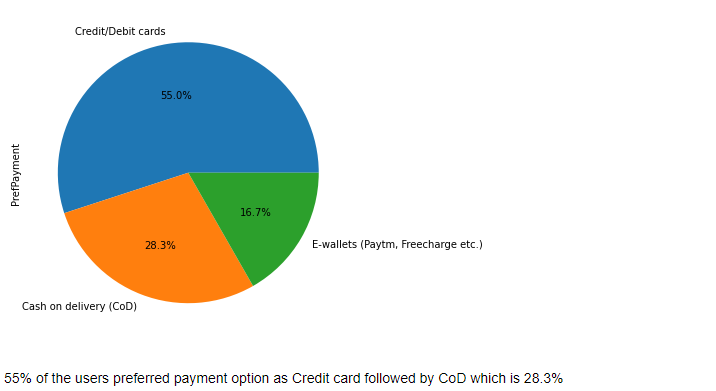 Credit/Debit cards
55.0%
PrefPayment
16.7%
28.3%
E-wallets (Paytm, Freecharge etc.)
Cash on delivery (CoD)
55% of the users preferred payment option as Credit card followed by CoD which is 28.3%